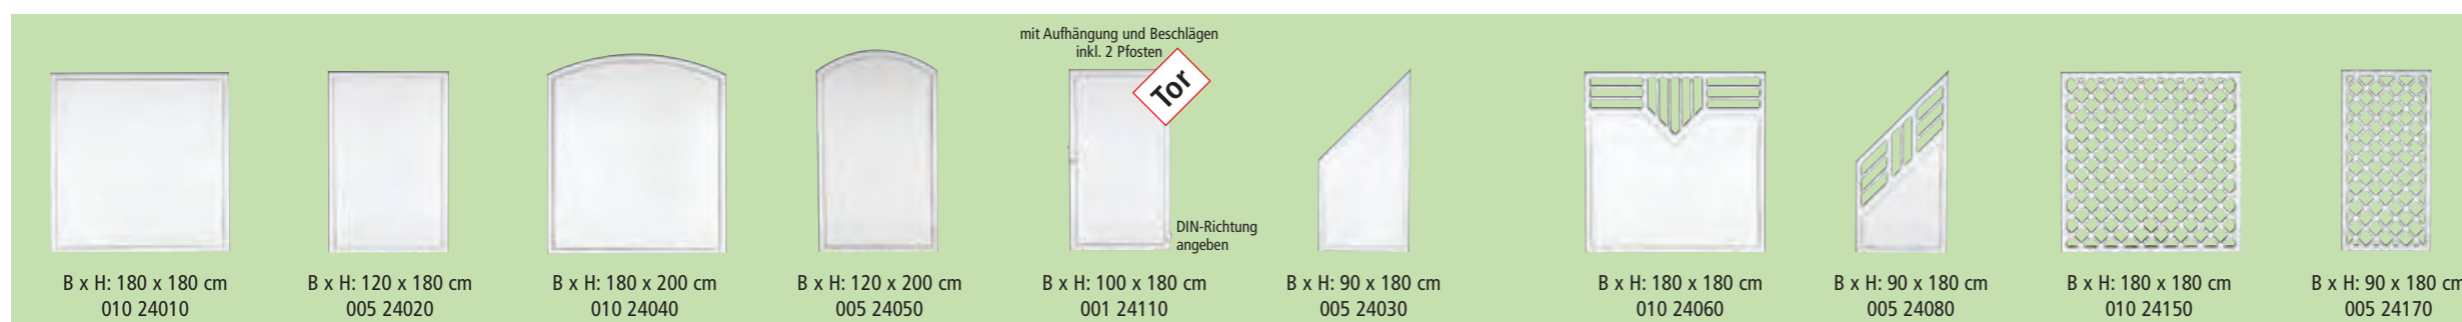 mit Aufhängung und Beschlägen
inkl. 2 Pfosten
Tor
DIN-Richtung
angeben
B x H: 180 x 180 cm
010 24010
B x H: 120 x 180 cm
005 24020
B x H: 180 x 200 cm
010 24040
B x H: 120 x 200 cm
005 24050
B x H: 100 x 180 cm
001 24110
B x H: 90 x 180 cm
005 24030
B x H: 180 x 180 cm
010 24060
B x H: 90 x 180 cm
005 24080
B x H: 180 x 180 cm
010 24150
B x H: 90 x 180 cm
005 24170